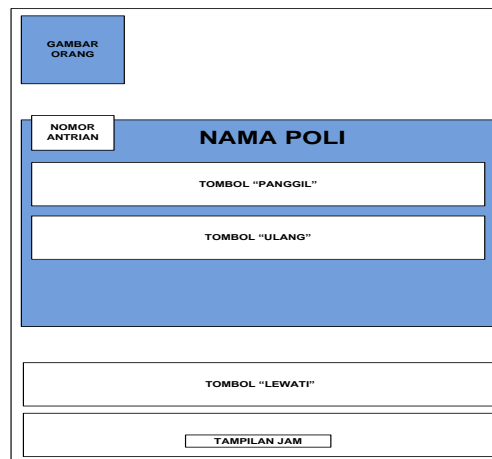 GAMBAR
ORANG
NOMOR
ANTRIAN
NAMA POLI
TOMBOL “PANGGIL”
TOMBOL “ULANG”
TOMBOL “LEWATI”
TAMPILAN JAM